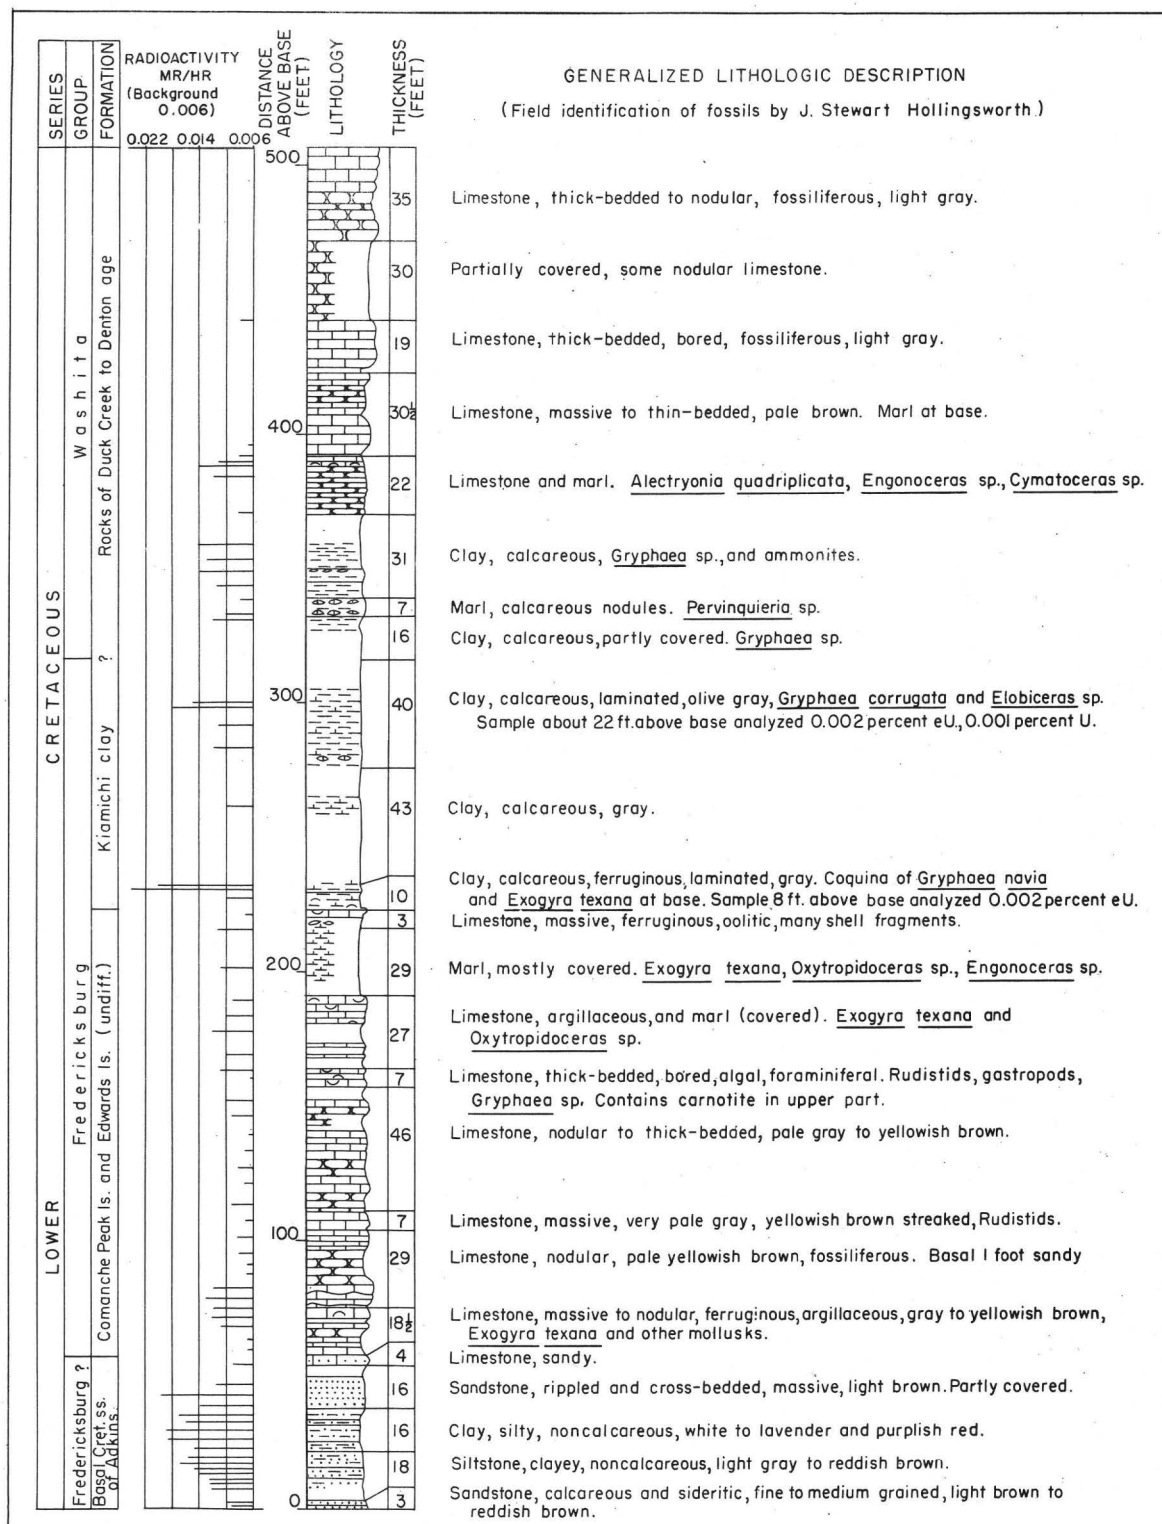 SERIES
GROUP
FORMATION
RADIOACTIVITY
MR/HR
(Background
0.006)
0.022 0.014 0.006
DISTANCE
ABOVE BASE
(FEET)
LITHOLOGY
THICKNESS
(FEET)
GENERALIZED LITHOLOGIC DESCRIPTION
(Field identification of fossils by J. Stewart Hollingsworth)
LOWER CRETACEOUS
Washita
Fredericksburg
Fredericksburg ?
Rocks of Duck Creek to Denton age
?
Kiamichi clay
Comanche Peak ls. and Edwards ls. (undiff.)
Basal Cret. ss.
of Adkins
500
400
300
200
100
0
35 Limestone, thick-bedded to nodular, fossiliferous, light gray.
30 Partially covered, some nodular limestone.
19 Limestone, thick-bedded, bored, fossiliferous, light gray.
30½ Limestone, massive to thin-bedded, pale brown. Marl at base.
22 Limestone and marl. Alectryonia quadriplicata, Engonoceras sp., Cymatoceras sp.
31 Clay, calcareous, Gryphaea sp., and ammonites.
7 Marl, calcareous nodules. Pervinquieria sp.
16 Clay, calcareous, partly covered. Gryphaea sp.
40 Clay, calcareous, laminated, olive gray, Gryphaea corrugata and Elobiceras sp.
Sample about 22 ft. above base analyzed 0.002 percent eU., 0.001 percent U.
43 Clay, calcareous, gray.
10 Clay, calcareous, ferruginous, laminated, gray. Coquina of Gryphaea navia
and Exogyra texana at base. Sample 8 ft. above base analyzed 0.002 percent eU.
3 Limestone, massive, ferruginous, oolitic, many shell fragments.
29 Marl, mostly covered. Exogyra texana, Oxytropidoceras sp., Engonoceras sp.
27 Limestone, argillaceous, and marl (covered). Exogyra texana and
Oxytropidoceras sp.
7 Limestone, thick-bedded, bored, algal, foraminiferal. Rudistids, gastropods,
Gryphaea sp. Contains carnotite in upper part.
46 Limestone, nodular to thick-bedded, pale gray to yellowish brown.
7 Limestone, massive, very pale gray, yellowish brown streaked, Rudistids.
29 Limestone, nodular, pale yellowish brown, fossiliferous. Basal 1 foot sandy
18½ Limestone, massive to nodular, ferruginous, argillaceous, gray to yellowish brown,
Exogyra texana and other mollusks.
4 Limestone, sandy.
16 Sandstone, rippled and cross-bedded, massive, light brown. Partly covered.
16 Clay, silty, noncalcareous, white to lavender and purplish red.
18 Siltstone, clayey, noncalcareous, light gray to reddish brown.
3 Sandstone, calcareous and sideritic, fine to medium grained, light brown to
reddish brown.